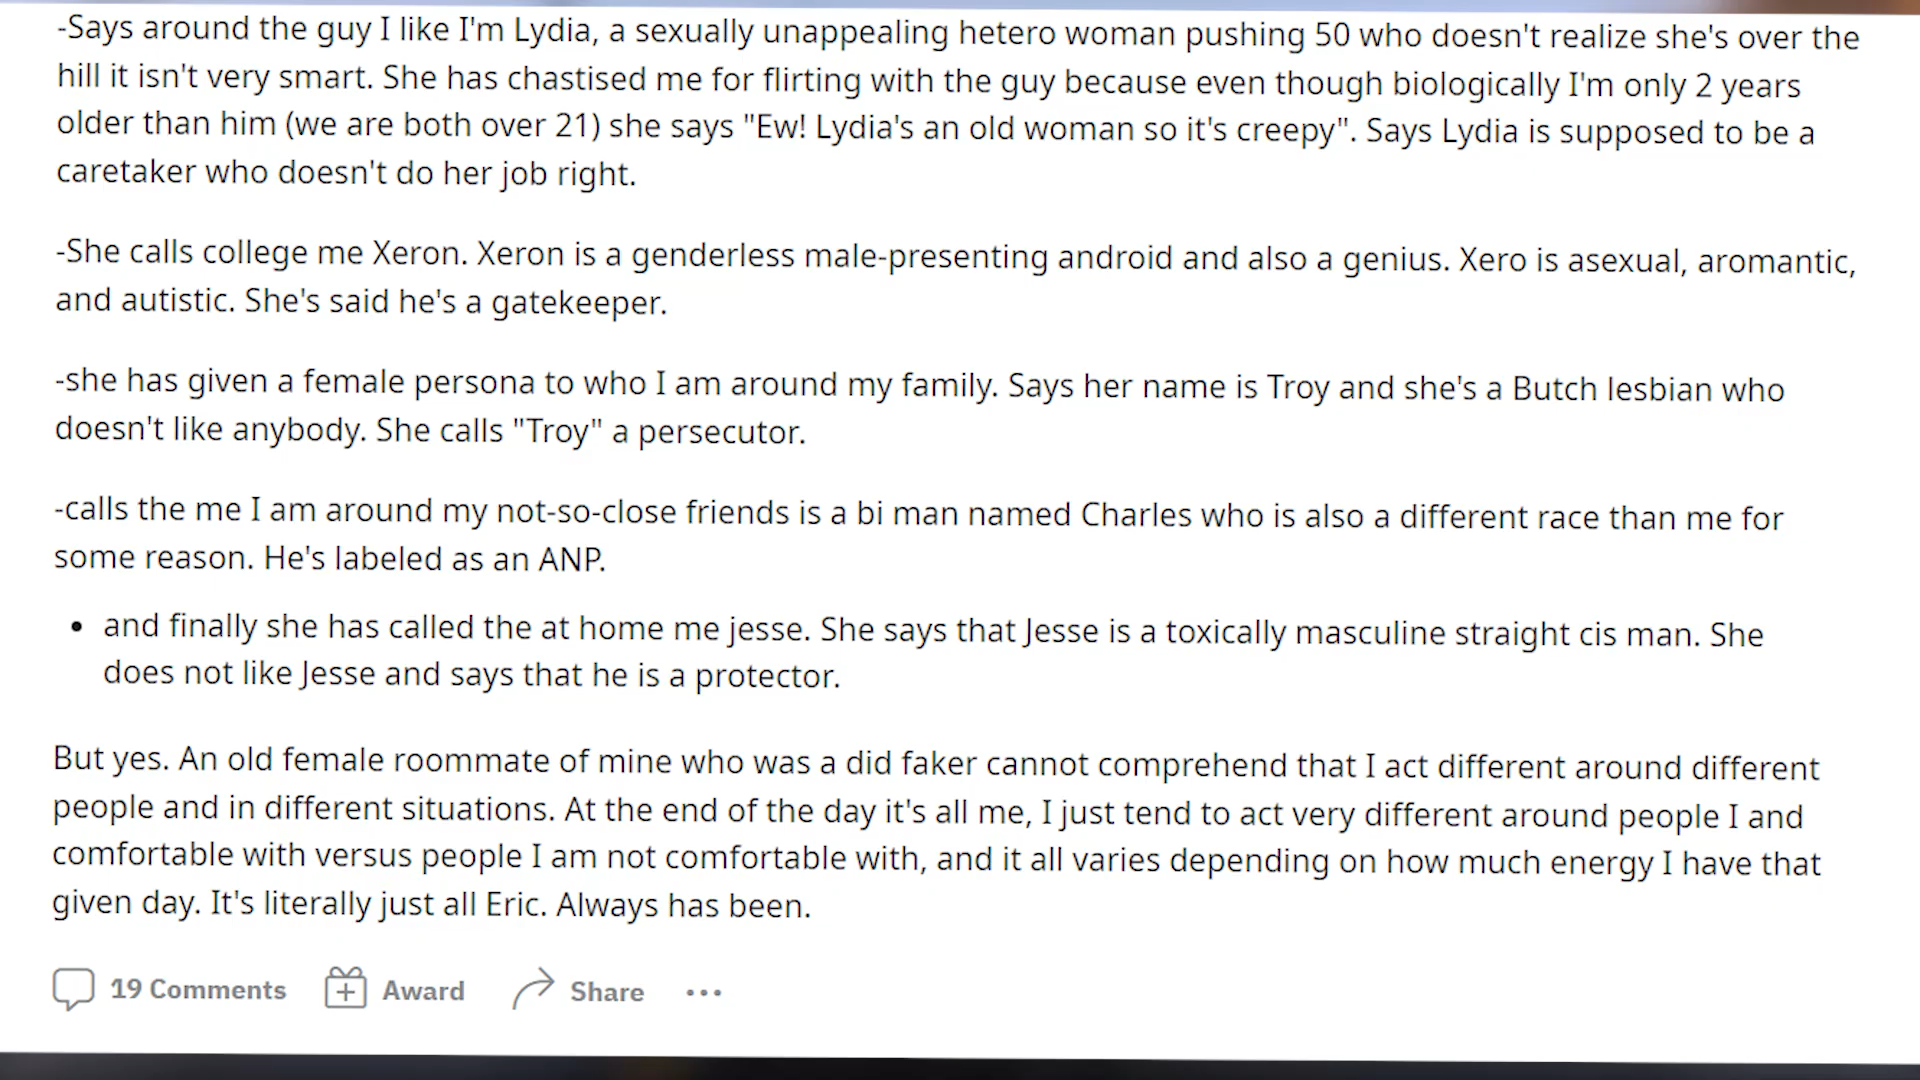 -Says around the guy I like I'm Lydia, a sexually unappealing hetero woman pushing 50 who doesn't realize she's over the
hill it isn't very smart. She has chastised me for flirting with the guy because even though biologically I'm only 2 years
older than him (we are both over 21) she says "Ew! Lydia's an old woman so it's creepy". Says Lydia is supposed to be a
caretaker who doesn't do her job right.
-She calls college me Xeron. Xeron is a genderless male-presenting android and also a genius. Xero is asexual, aromantic,
and autistic. She's said he's a gatekeeper.
-she has given a female persona to who I am around my family. Says her name is Troy and she's a Butch lesbian who
doesn't like anybody. She calls "Troy" a persecutor.
-calls the me I am around my not-so-close friends is a bi man named Charles who is also a different race than me for
some reason. He's labeled as an ANP.
• and finally she has called the at home me jesse. She says that Jesse is a toxically masculine straight cis man. She
does not like Jesse and says that he is a protector.
But yes. An old female roommate of mine who was a did faker cannot comprehend that I act different around different
people and in different situations. At the end of the day it's all me, I just tend to act very different around people I and
comfortable with versus people I am not comfortable with, and it all varies depending on how much energy I have that
given day. It's literally just all Eric. Always has been.
19 Comments Award Share ...